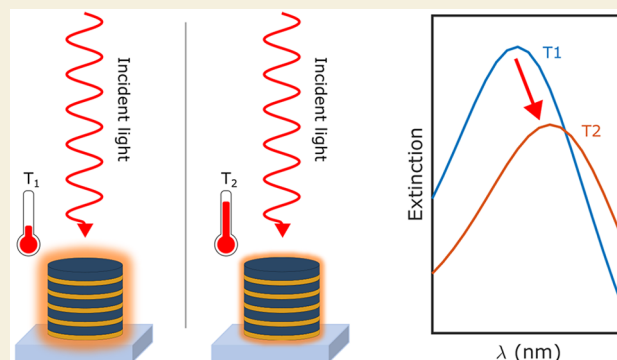 Incident light
T₁
Incident light
T₂
T1
T2
Extinction
λ (nm)